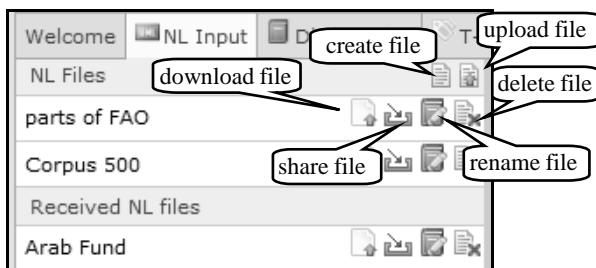 Welcome NL Input D T-
create file
upload file
NL Files
download file
delete file
parts of FAO
share file
rename file
Corpus 500
Received NL files
Arab Fund